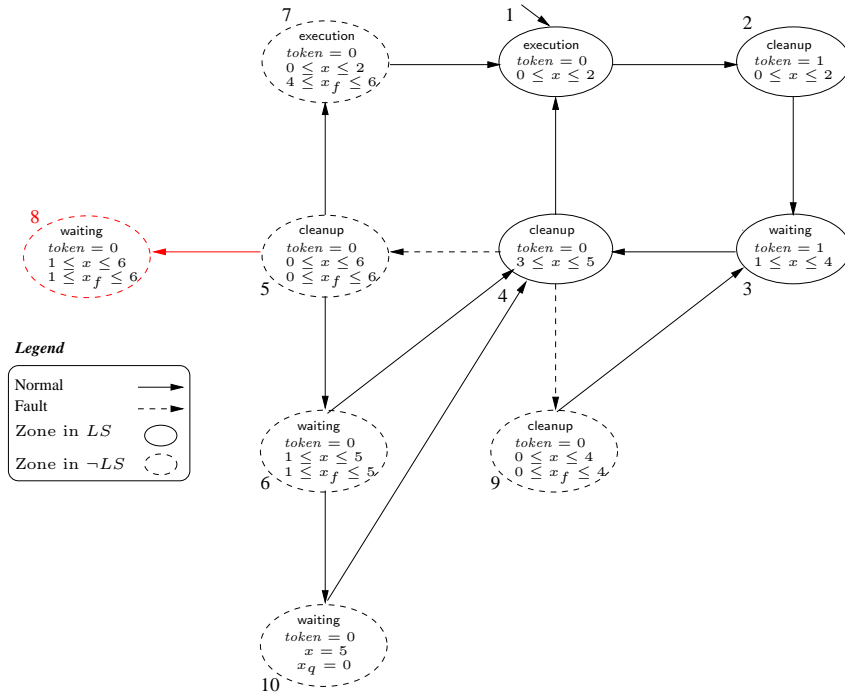 7
execution
token = 0
0 ≤ x ≤ 2
4 ≤ x_f ≤ 6
1
execution
token = 0
0 ≤ x ≤ 2
2
cleanup
token = 1
0 ≤ x ≤ 2
8
waiting
token = 0
1 ≤ x ≤ 6
1 ≤ x_f ≤ 6
cleanup
token = 0
0 ≤ x ≤ 6
0 ≤ x_f ≤ 6
5
cleanup
token = 0
3 ≤ x ≤ 5
4
waiting
token = 1
1 ≤ x ≤ 4
3
Legend
Normal
Fault
Zone in LS
Zone in ¬LS
waiting
token = 0
1 ≤ x ≤ 5
1 ≤ x_f ≤ 5
6
cleanup
token = 0
0 ≤ x ≤ 4
0 ≤ x_f ≤ 4
9
waiting
token = 0
x = 5
x_q = 0
10